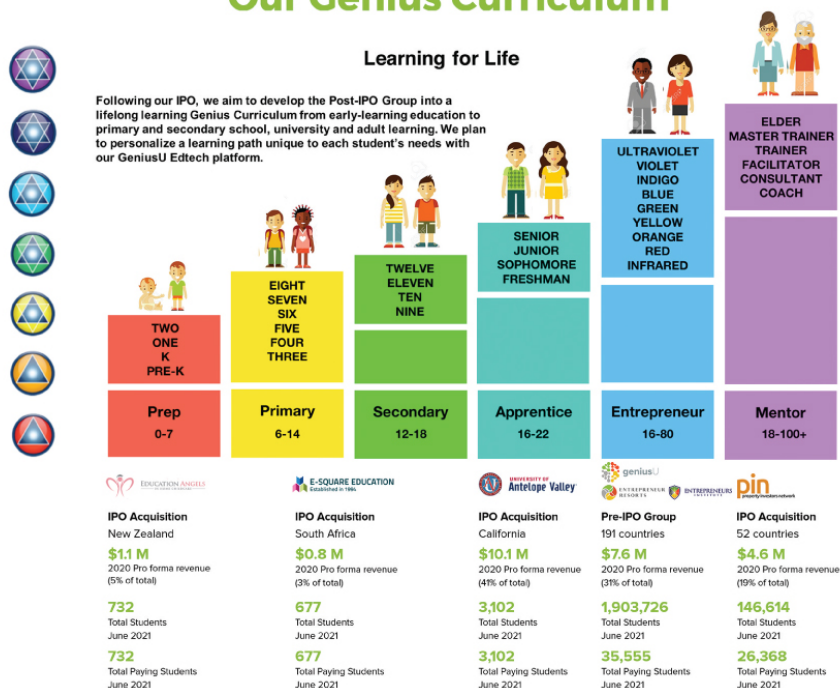 Our Genius Curriculum
Learning for Life
Following our IPO, we aim to develop the Post-IPO Group into a
lifelong learning Genius Curriculum from early-learning education to
primary and secondary school, university and adult learning. We plan
to personalize a learning path unique to each student's needs with
our GeniusU Edtech platform.
TWO
ONE
K
PRE-K
EIGHT
SEVEN
SIX
FIVE
FOUR
THREE
TWELVE
ELEVEN
TEN
NINE
SENIOR
JUNIOR
SOPHOMORE
FRESHMAN
ULTRAVIOLET
VIOLET
INDIGO
BLUE
GREEN
YELLOW
ORANGE
RED
INFRARED
ELDER
MASTER TRAINER
TRAINER
FACILITATOR
CONSULTANT
COACH
Prep
0-7
Primary
6-14
Secondary
12-18
Apprentice
16-22
Entrepreneur
16-80
Mentor
18-100+
EDUCATION ANGELS
IPO Acquisition
New Zealand
$1.1 M
2020 Pro forma revenue
(5% of total)
732
Total Students
June 2021
732
Total Paying Students
June 2021
E-SQUARE EDUCATION
Established in 1994
IPO Acquisition
South Africa
$0.8 M
2020 Pro forma revenue
(3% of total)
677
Total Students
June 2021
677
Total Paying Students
June 2021
UNIVERSITY OF
Antelope Valley
IPO Acquisition
California
$10.1 M
2020 Pro forma revenue
(41% of total)
3,102
Total Students
June 2021
3,102
Total Paying Students
June 2021
geniusU
ENTREPRENEUR
RESORTS
ENTREPRENEURS
INSTITUTE
Pre-IPO Group
191 countries
$7.6 M
2020 Pro forma revenue
(31% of total)
1,903,726
Total Students
June 2021
35,555
Total Paying Students
June 2021
pin
property investors network
IPO Acquisition
52 countries
$4.6 M
2020 Pro forma revenue
(19% of total)
146,614
Total Students
June 2021
26,368
Total Paying Students
June 2021